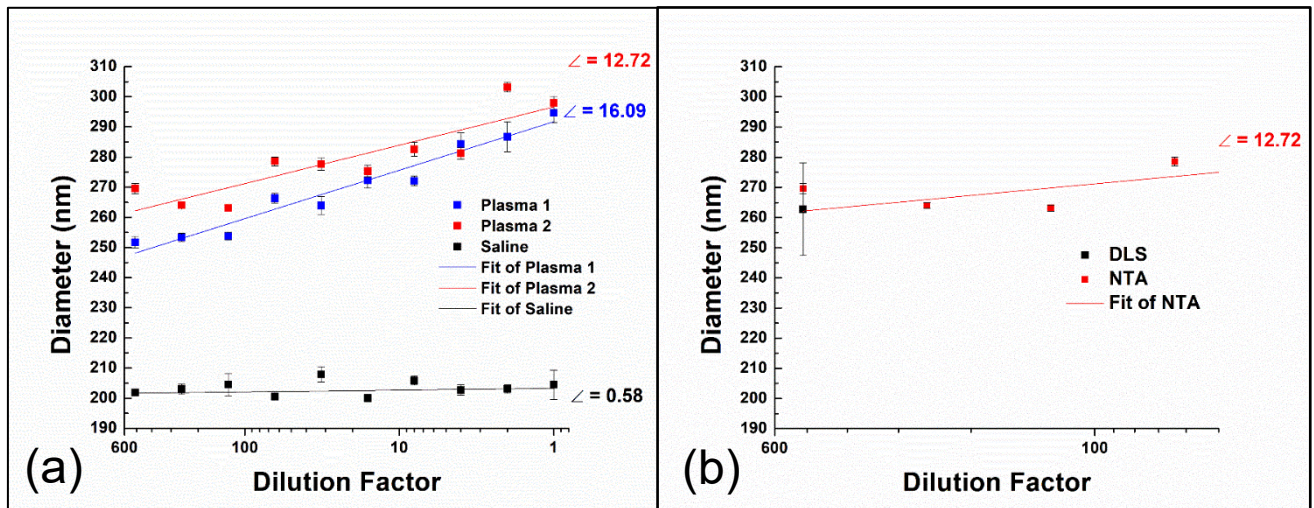 ∠ = 12.72
∠ = 16.09
310
300
290
280
270
260
250
240
230
220
210
200
190
Diameter (nm)
Plasma 1
Plasma 2
Saline
Fit of Plasma 1
Fit of Plasma 2
Fit of Saline
∠ = 0.58
600
100
10
1
(a)
Dilution Factor
310
300
290
280
270
260
250
240
230
220
210
200
190
Diameter (nm)
∠ = 12.72
DLS
NTA
Fit of NTA
600
100
(b)
Dilution Factor